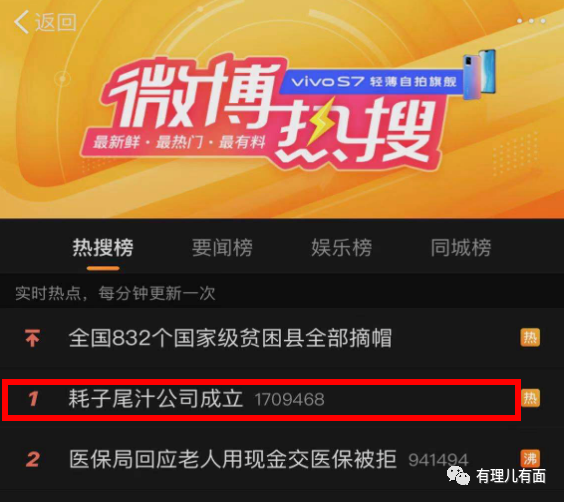 返回
微博热搜
vivo S7 轻薄自拍旗舰
最新鲜·最热门·最有料
热搜榜 要闻榜 娱乐榜 同城榜
实时热点，每分钟更新一次
全国832个国家级贫困县全部摘帽 热
1 耗子尾汁公司成立 1709468 热
2 医保局回应老人用现金交医保被拒 941494 沸
有理儿有面